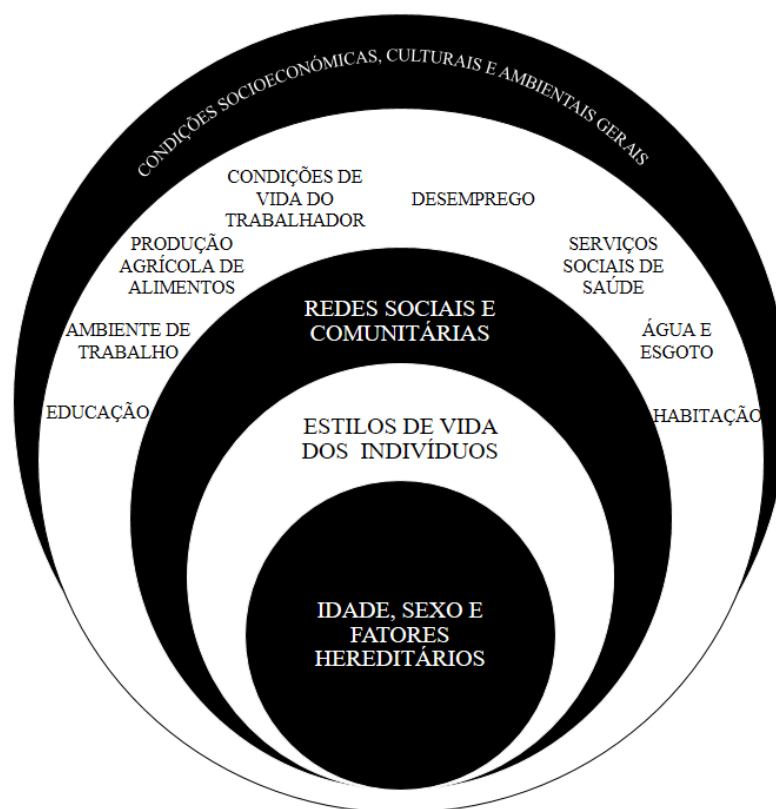 CONDIÇÕES SOCIOECONÓMICAS, CULTURAIS E AMBIENTAIS GERAIS
CONDIÇÕES DE
VIDA DO
TRABALHADOR
DESEMPREGO
PRODUÇÃO
AGRÍCOLA DE
ALIMENTOS
SERVIÇOS
SOCIAIS DE
SAÚDE
AMBIENTE DE
TRABALHO
ÁGUA E
ESGOTO
EDUCAÇÃO
HABITAÇÃO
REDES SOCIAIS E
COMUNITÁRIAS
ESTILOS DE VIDA
DOS INDIVÍDUOS
IDADE, SEXO E
FATORES
HEREDITÁRIOS